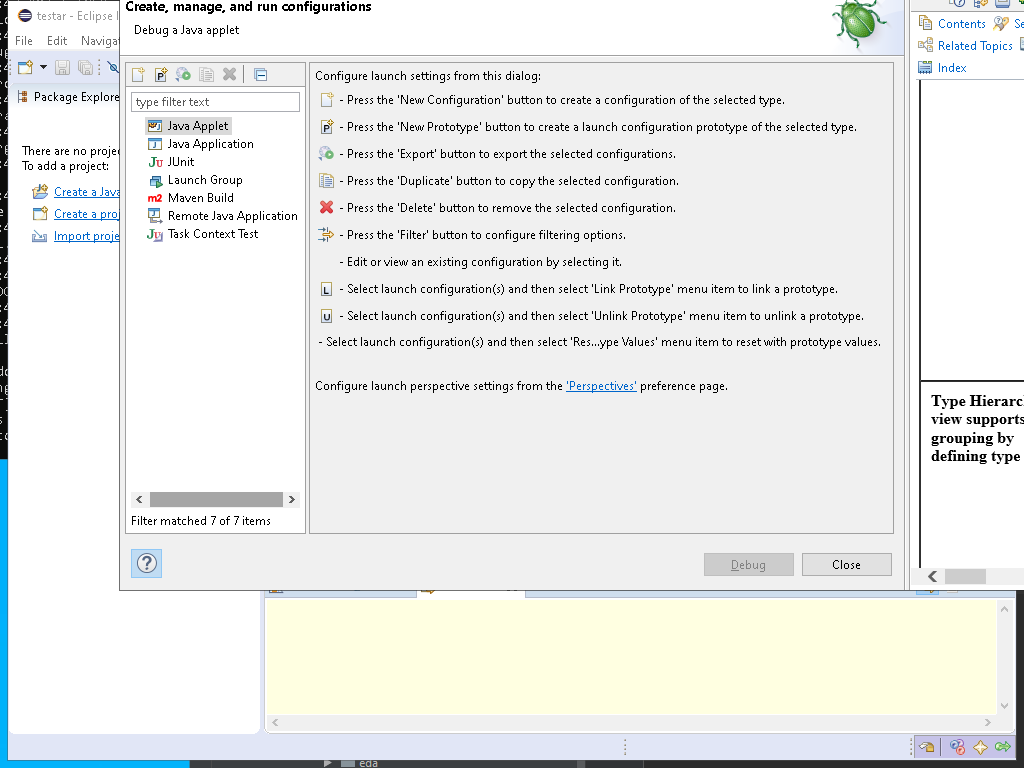 Create, manage, and run configurations
Debug a Java applet
testar - Eclipse I
File Edit Navigat
Package Explore
There are no projec
To add a project:
Create a Java
Create a proj
Import proje
type filter text
Java Applet
Java Application
JUnit
Launch Group
Maven Build
Remote Java Application
Task Context Test
Filter matched 7 of 7 items
Configure launch settings from this dialog:
- Press the 'New Configuration' button to create a configuration of the selected type.
- Press the 'New Prototype' button to create a launch configuration prototype of the selected type.
- Press the 'Export' button to export the selected configurations.
- Press the 'Duplicate' button to copy the selected configuration.
- Press the 'Delete' button to remove the selected configuration.
- Press the 'Filter' button to configure filtering options.
- Edit or view an existing configuration by selecting it.
- Select launch configuration(s) and then select 'Link Prototype' menu item to link a prototype.
- Select launch configuration(s) and then select 'Unlink Prototype' menu item to unlink a prototype.
- Select launch configuration(s) and then select 'Res...ype Values' menu item to reset with prototype values.
Configure launch perspective settings from the 'Perspectives' preference page.
Debug
Close
Contents Se
Related Topics
Index
Type Hierarch
view supports
grouping by
defining type
eda